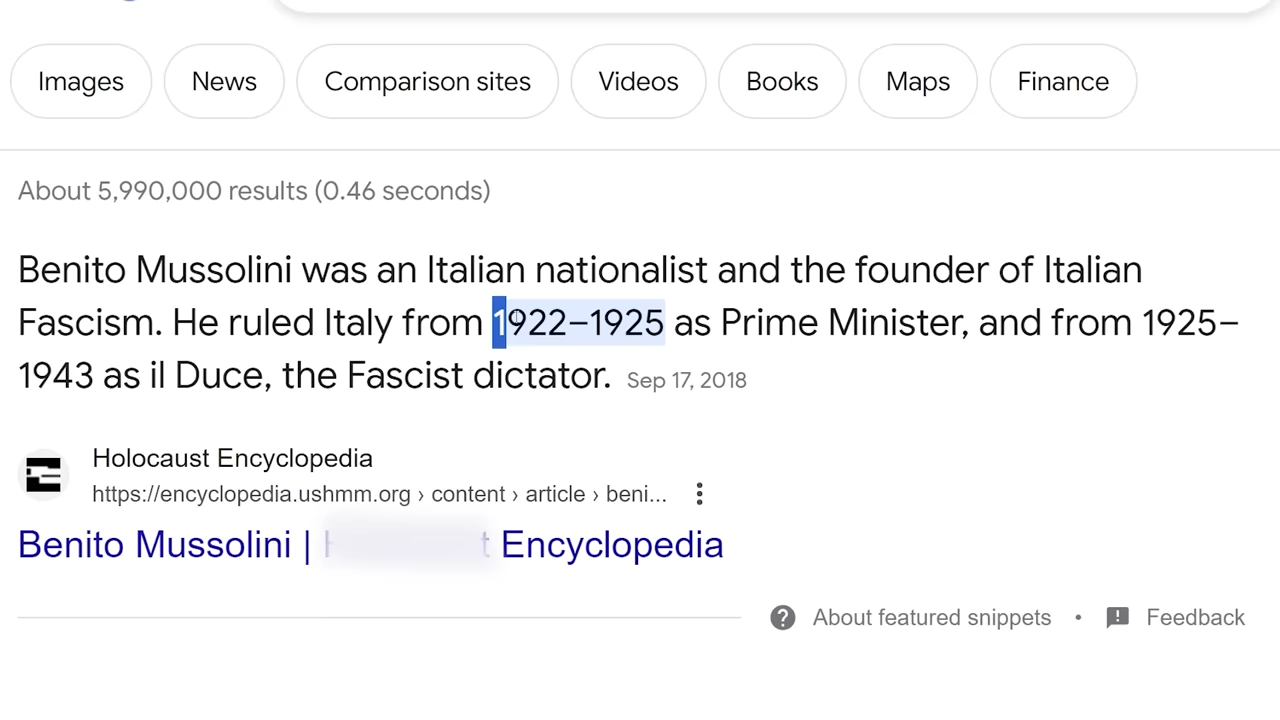 Images News Comparison sites Videos Books Maps Finance
About 5,990,000 results (0.46 seconds)
Benito Mussolini was an Italian nationalist and the founder of Italian
Fascism. He ruled Italy from 1922–1925 as Prime Minister, and from 1925–
1943 as il Duce, the Fascist dictator. Sep 17, 2018
Holocaust Encyclopedia
https://encyclopedia.ushmm.org › content › article › beni...
Benito Mussolini | Encyclopedia
About featured snippets • Feedback